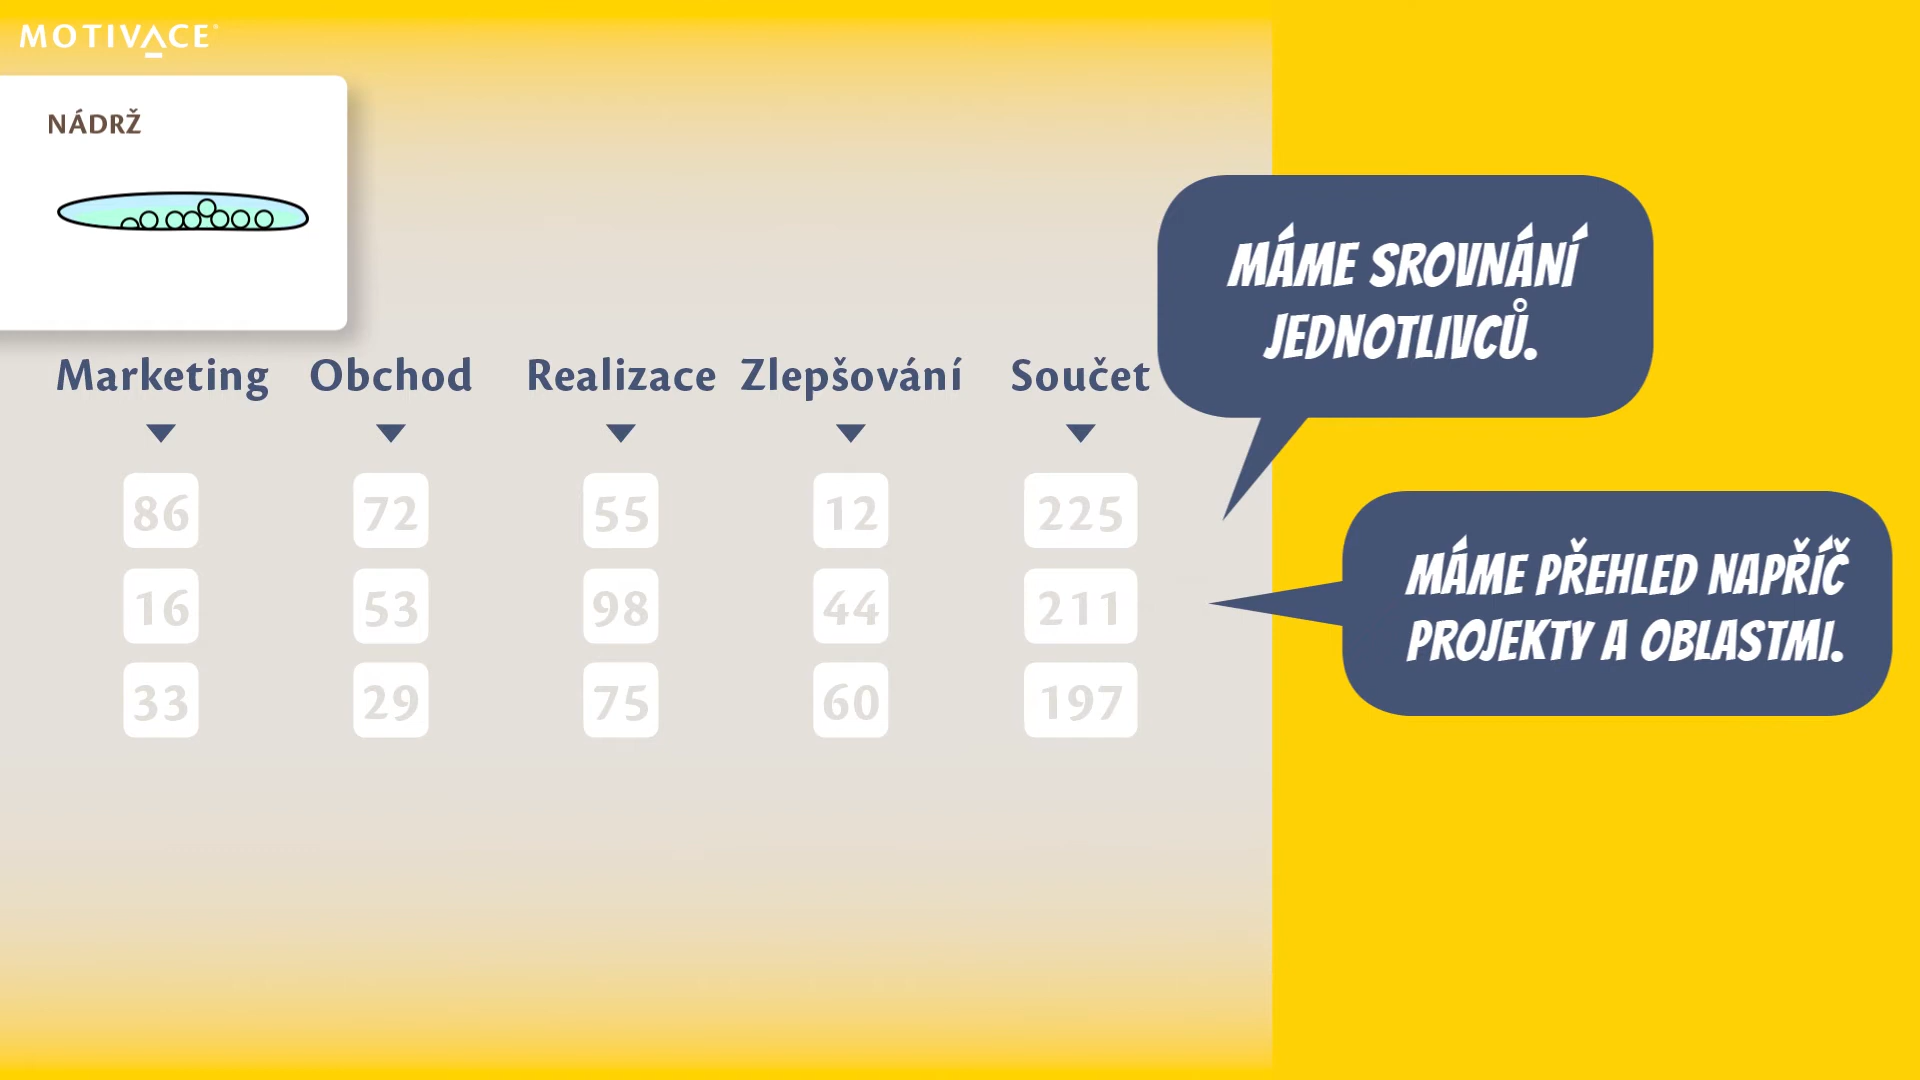 MOTIVACE
NÁDRŽ
MÁME SROVNÁNÍ
JEDNOTLIVCŮ.
Marketing Obchod Realizace Zlepšování Součet
86 72 55 12 225
16 53 98 44 211
33 29 75 60 197
MÁME PŘEHLED NAPŘÍČ
PROJEKTY A OBLASTMI.